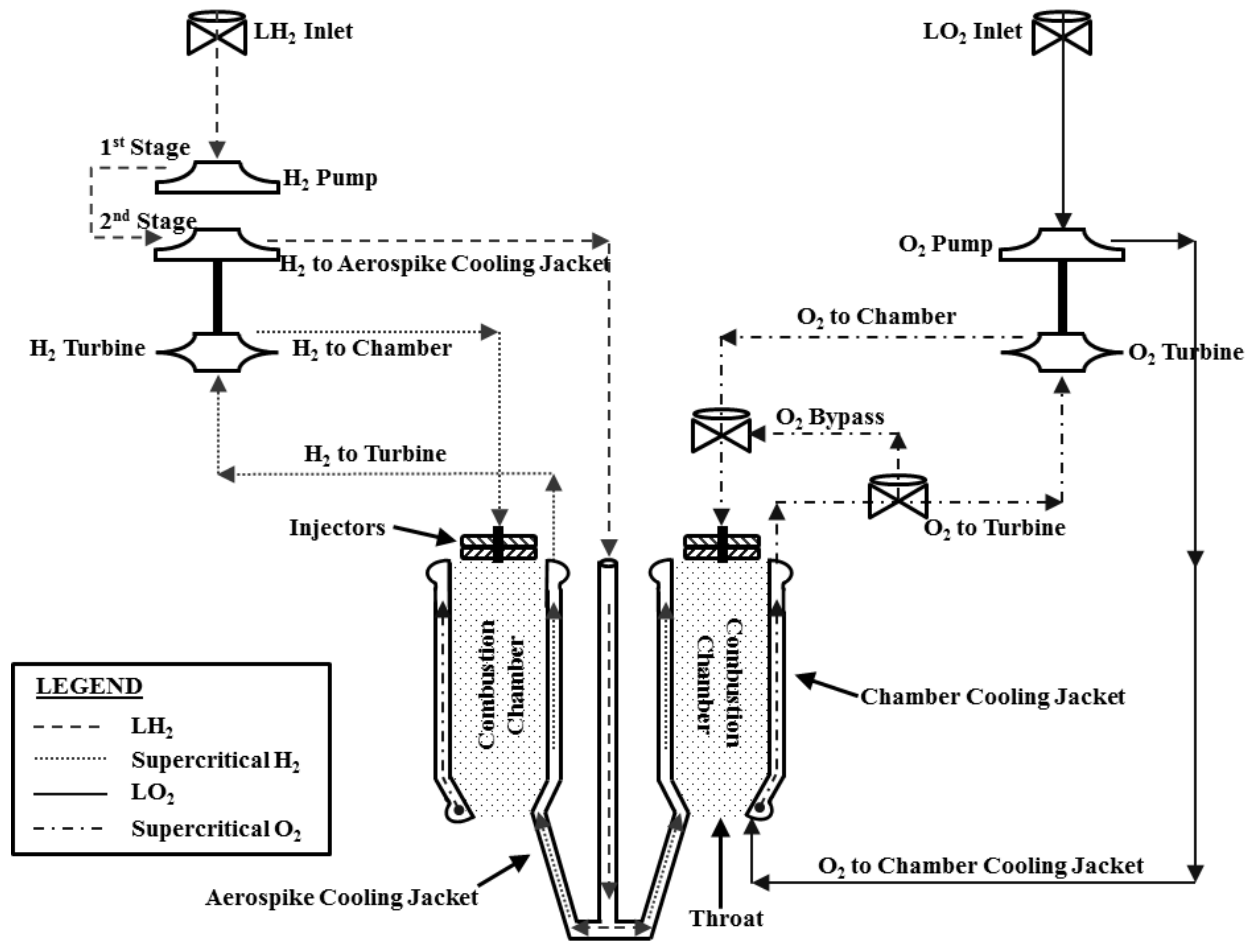 LH₂ Inlet
LO₂ Inlet
1ˢᵗ Stage
H₂ Pump
2ⁿᵈ Stage
H₂ to Aerospike Cooling Jacket
O₂ Pump
H₂ Turbine
H₂ to Chamber
O₂ to Chamber
O₂ Turbine
O₂ Bypass
H₂ to Turbine
Injectors
O₂ to Turbine
Combustion
Chamber
Combustion
Chamber
Chamber Cooling Jacket
LEGEND
LH₂
Supercritical H₂
LO₂
Supercritical O₂
O₂ to Chamber Cooling Jacket
Aerospike Cooling Jacket
Throat